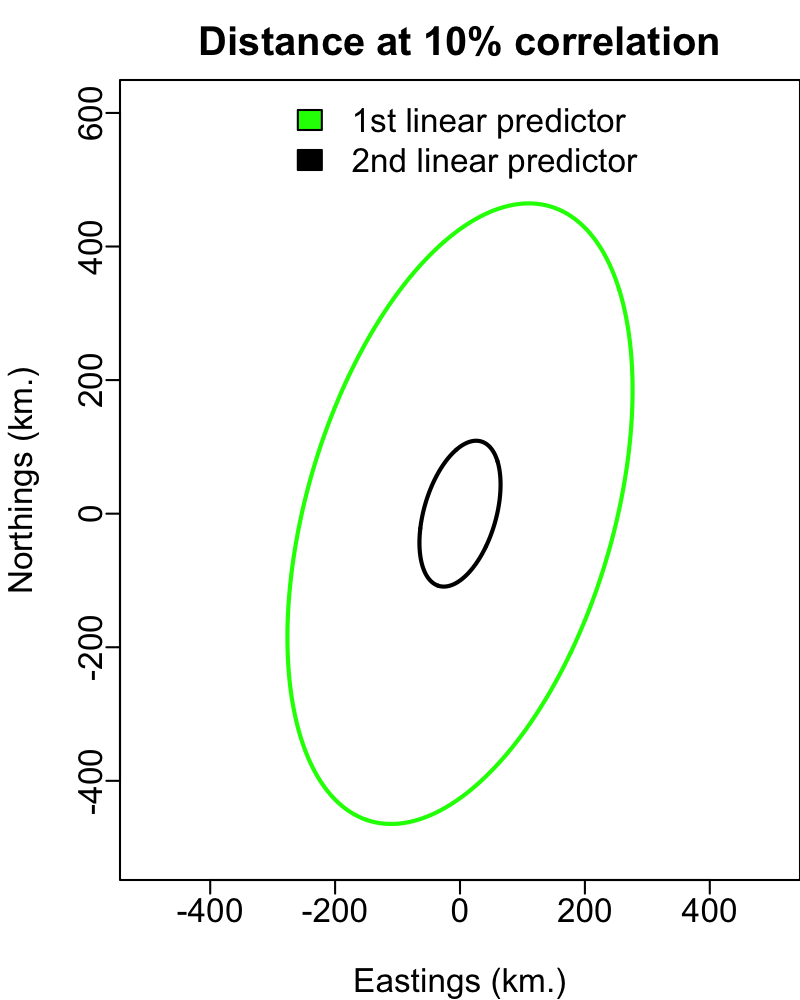 Distance at 10% correlation
1st linear predictor
2nd linear predictor
600
400
200
0
-200
-400
Northings (km.)
-400 -200 0 200 400
Eastings (km.)